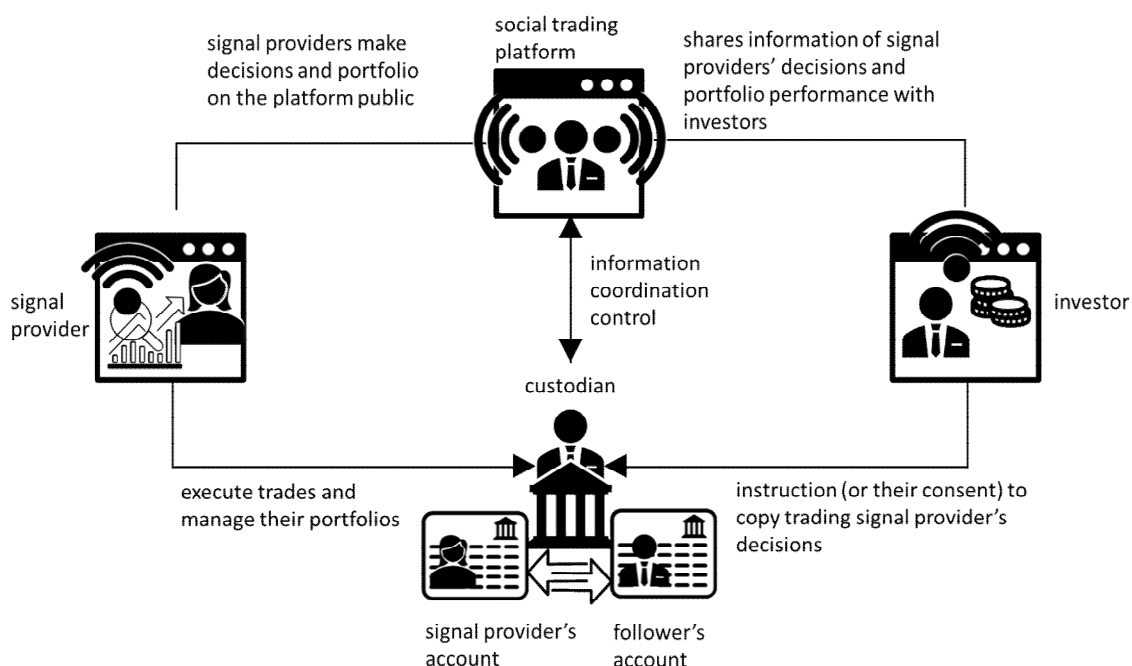 signal providers make
decisions and portfolio
on the platform public
social trading
platform
shares information of signal
providers' decisions and
portfolio performance with
investors
signal
provider
information
coordination
control
investor
custodian
execute trades and
manage their portfolios
instruction (or their consent) to
copy trading signal provider's
decisions
signal provider's
account
follower's
account